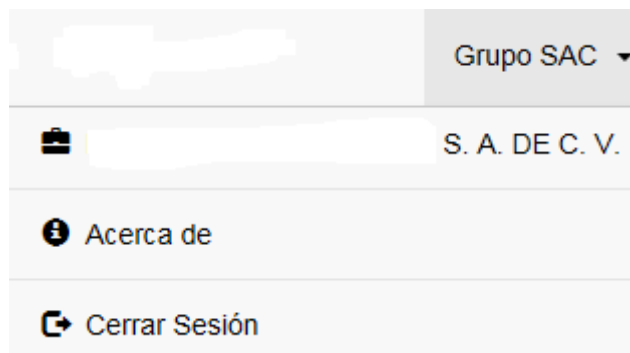 Grupo SAC
S. A. DE C. V.
Acerca de
Cerrar Sesión